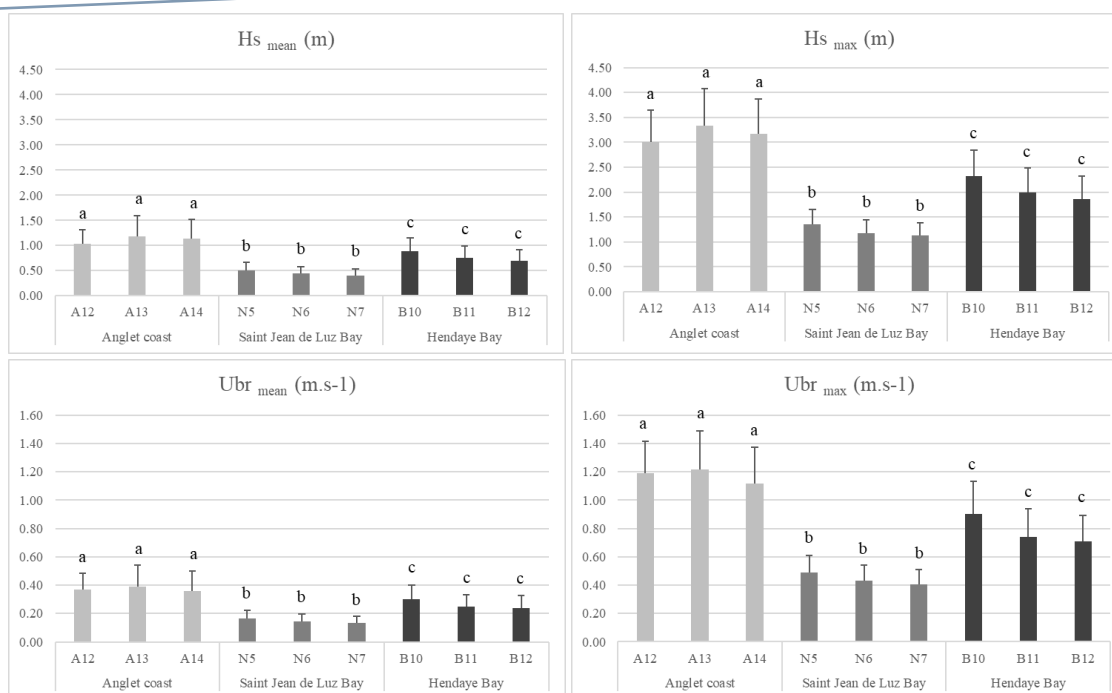 Hs mean (m)
4.50
4.00
3.50
3.00
2.50
2.00
1.50
1.00
0.50
0.00
a a a b b b c c c
A12 A13 A14 N5 N6 N7 B10 B11 B12
Anglet coast Saint Jean de Luz Bay Hendaye Bay
Hs max (m)
4.50
4.00
3.50
3.00
2.50
2.00
1.50
1.00
0.50
0.00
a a a b b b c c c
A12 A13 A14 N5 N6 N7 B10 B11 B12
Anglet coast Saint Jean de Luz Bay Hendaye Bay
Ubr mean (m.s-1)
1.60
1.40
1.20
1.00
0.80
0.60
0.40
0.20
0.00
a a a b b b c c c
A12 A13 A14 N5 N6 N7 B10 B11 B12
Anglet coast Saint Jean de Luz Bay Hendaye Bay
Ubr max (m.s-1)
1.60
1.40
1.20
1.00
0.80
0.60
0.40
0.20
0.00
a a a b b b c c c
A12 A13 A14 N5 N6 N7 B10 B11 B12
Anglet coast Saint Jean de Luz Bay Hendaye Bay